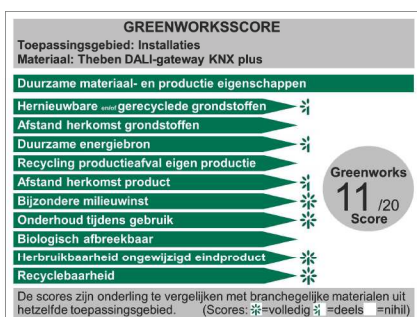 GREENWORKSSCORE
Toepassingsgebied: Installaties
Materiaal: Theben DALI-gateway KNX plus
Duurzame materiaal- en productie eigenschappen
Hernieuwbare en/of gerecyclede grondstoffen
Afstand herkomst grondstoffen
Duurzame energiebron
Recycling productieafval eigen productie
Afstand herkomst product
Bijzondere milieuwinst
Onderhoud tijdens gebruik
Biologisch afbreekbaar
Herbruikbaarheid ongewijzigd eindproduct
Recyclebaarheid
Greenworks
11 /20
Score
De scores zijn onderling te vergelijken met branchegelijke materialen uit
hetzelfde toepassingsgebied. (Scores: =volledig =deels =nihil)